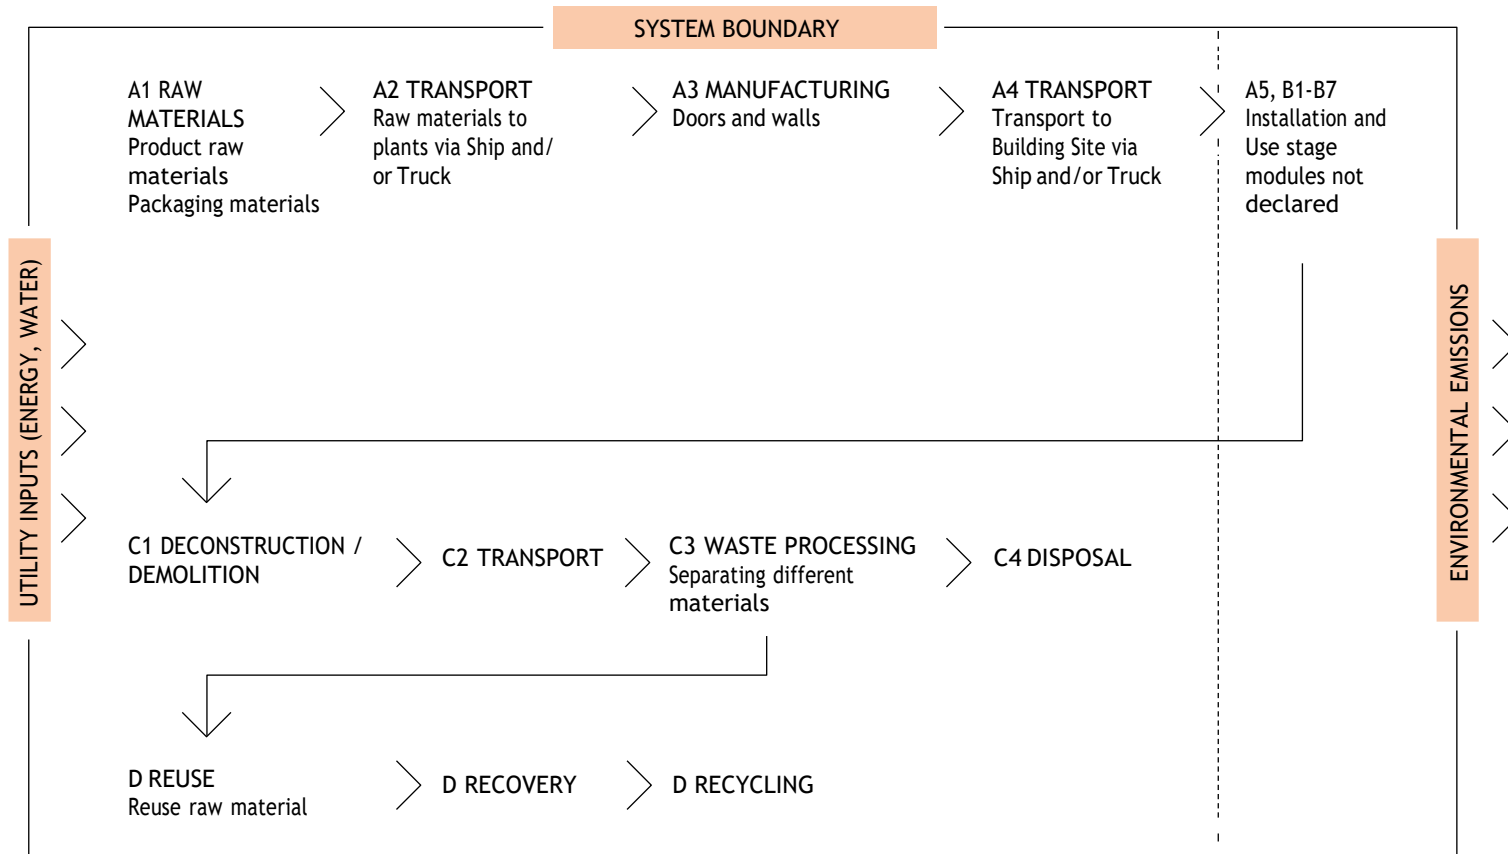 SYSTEM BOUNDARY
A1 RAW
MATERIALS
Product raw
materials
Packaging materials
A2 TRANSPORT
Raw materials to
plants via Ship and/
or Truck
A3 MANUFACTURING
Doors and walls
A4 TRANSPORT
Transport to
Building Site via
Ship and/or Truck
A5, B1-B7
Installation and
Use stage
modules not
declared
UTILITY INPUTS (ENERGY, WATER)
ENVIRONMENTAL EMISSIONS
C1 DECONSTRUCTION /
DEMOLITION
C2 TRANSPORT
C3 WASTE PROCESSING
Separating different
materials
C4 DISPOSAL
D REUSE
Reuse raw material
D RECOVERY
D RECYCLING